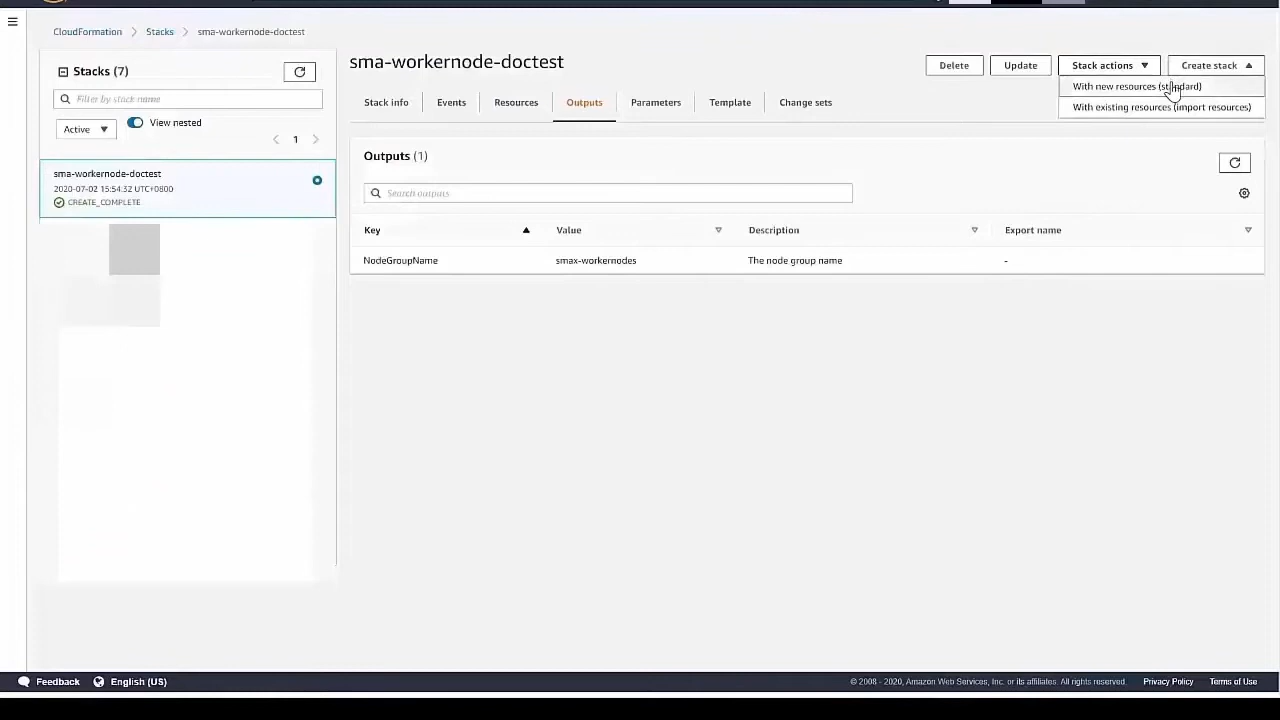 CloudFormation > Stacks > sma-workernode-doctest
Stacks (7)
Filter by stack name
Active
View nested
1
sma-workernode-doctest
2020-07-02 15:54:32 UTC+0800
CREATE_COMPLETE
sma-workernode-doctest
Delete
Update
Stack actions
Create stack
With new resources (standard)
With existing resources (import resources)
Stack info
Events
Resources
Outputs
Parameters
Template
Change sets
Outputs (1)
Search outputs
Key Value Description Export name
NodeGroupName smax-workernodes The node group name -
Feedback English (US)
© 2008 - 2020, Amazon Web Services, Inc. or its affiliates. All rights reserved. Privacy Policy Terms of Use